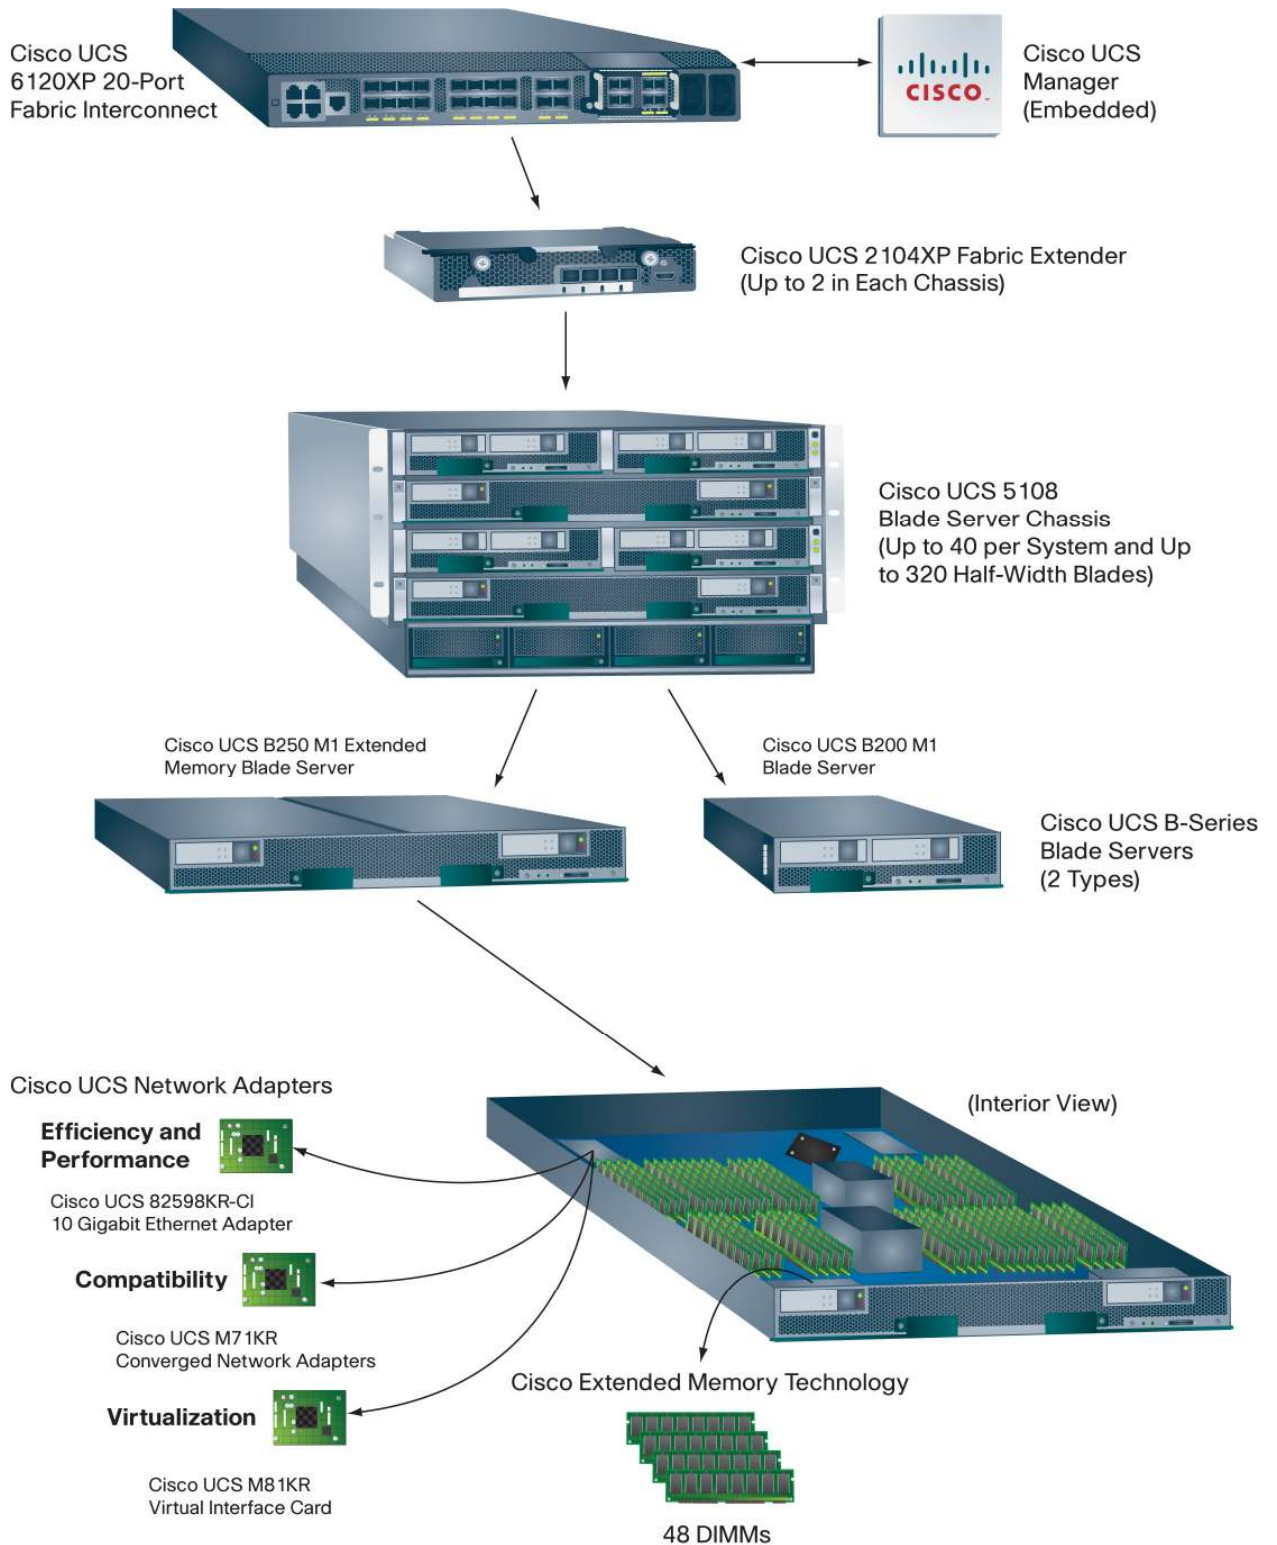 Cisco UCS
6120XP 20-Port
Fabric Interconnect
CISCO
Cisco UCS
Manager
(Embedded)
Cisco UCS 2104XP Fabric Extender
(Up to 2 in Each Chassis)
Cisco UCS 5108
Blade Server Chassis
(Up to 40 per System and Up
to 320 Half-Width Blades)
Cisco UCS B250 M1 Extended
Memory Blade Server
Cisco UCS B200 M1
Blade Server
Cisco UCS B-Series
Blade Servers
(2 Types)
Cisco UCS Network Adapters
(Interior View)
Efficiency and
Performance
Cisco UCS 82598KR-CI
10 Gigabit Ethernet Adapter
Compatibility
Cisco UCS M71KR
Converged Network Adapters
Cisco Extended Memory Technology
Virtualization
Cisco UCS M81KR
Virtual Interface Card
48 DIMMs